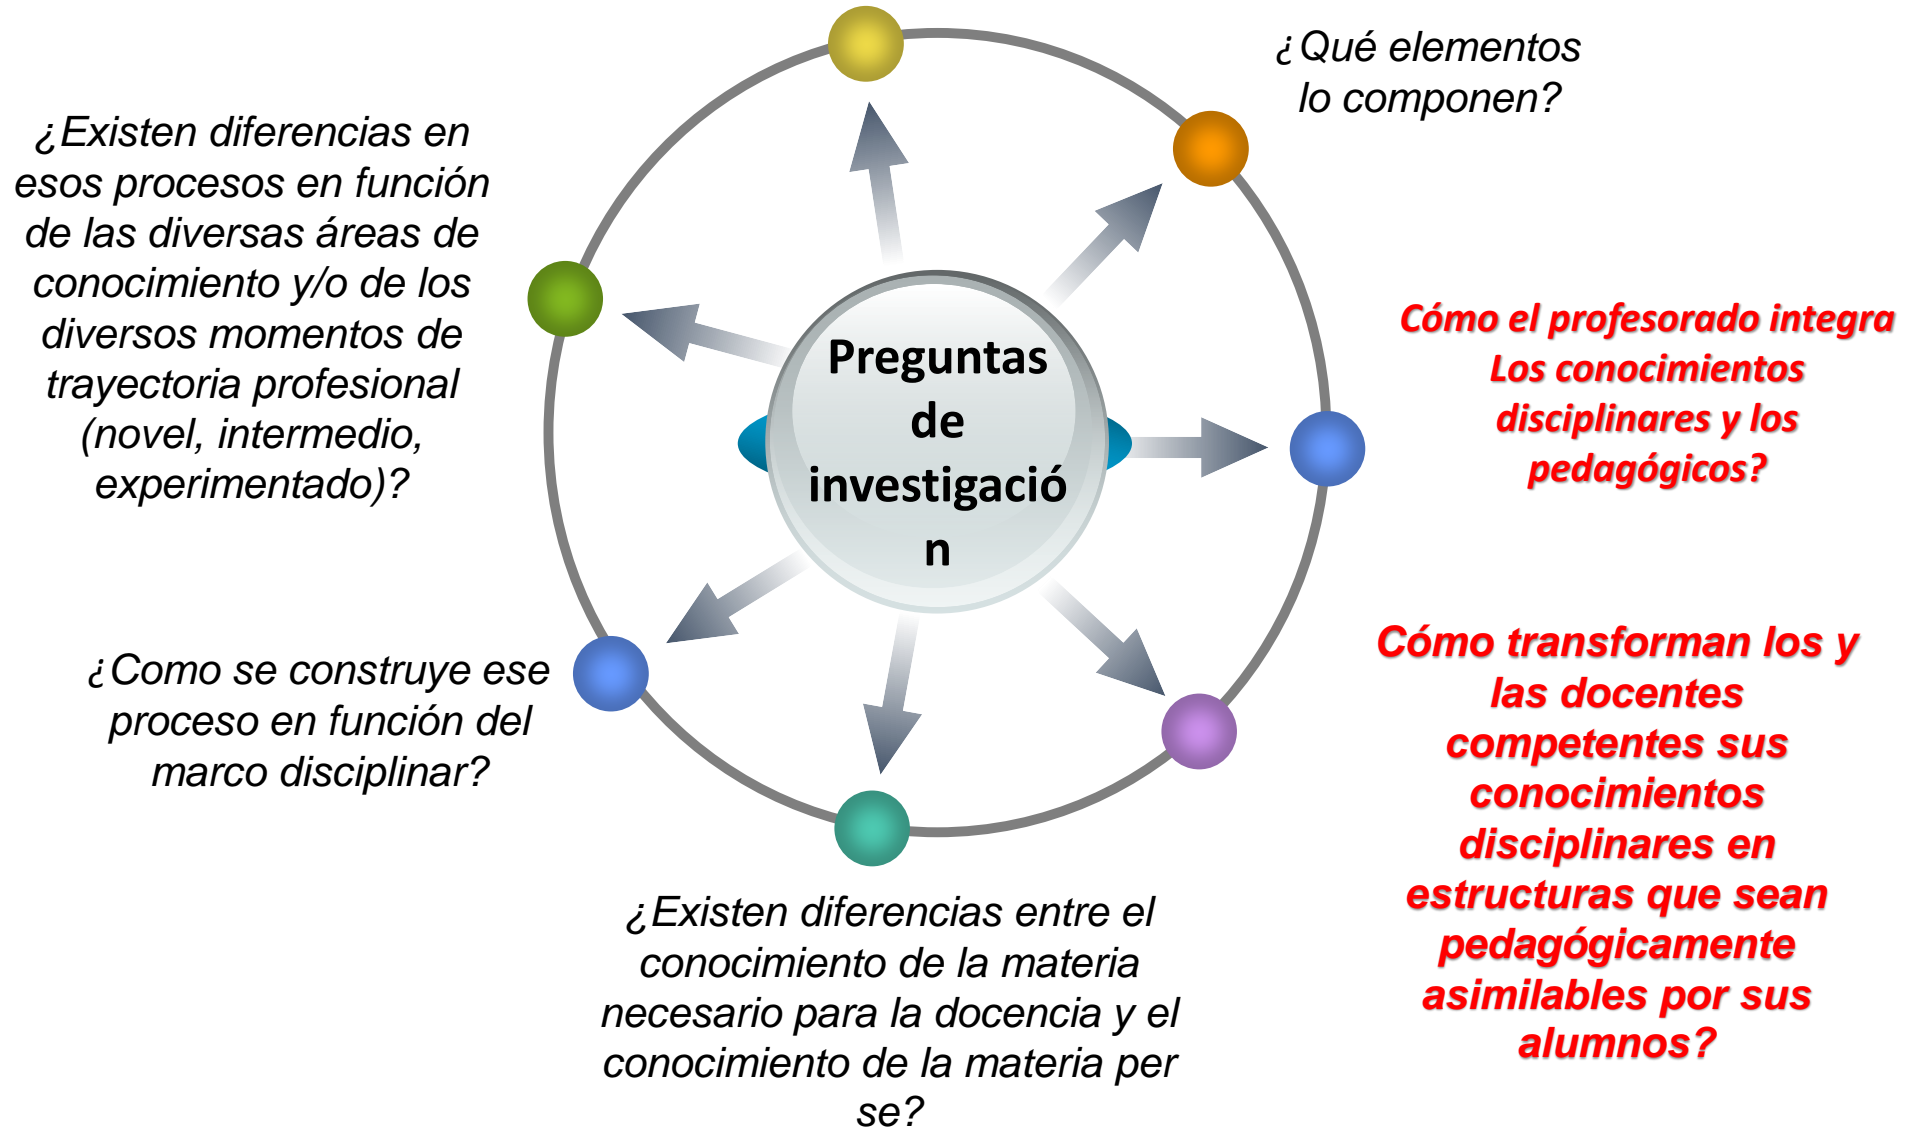 ¿Qué elementos
lo componen?
¿Existen diferencias en
esos procesos en función
de las diversas áreas de
conocimiento y/o de los
diversos momentos de
trayectoria profesional
(novel, intermedio,
experimentado)?
Preguntas
de
investigació
n
Cómo el profesorado integra
Los conocimientos
disciplinares y los
pedagógicos?
¿Como se construye ese
proceso en función del
marco disciplinar?
Cómo transforman los y
las docentes
competentes sus
conocimientos
disciplinares en
estructuras que sean
pedagógicamente
asimilables por sus
alumnos?
¿Existen diferencias entre el
conocimiento de la materia
necesario para la docencia y el
conocimiento de la materia per
se?